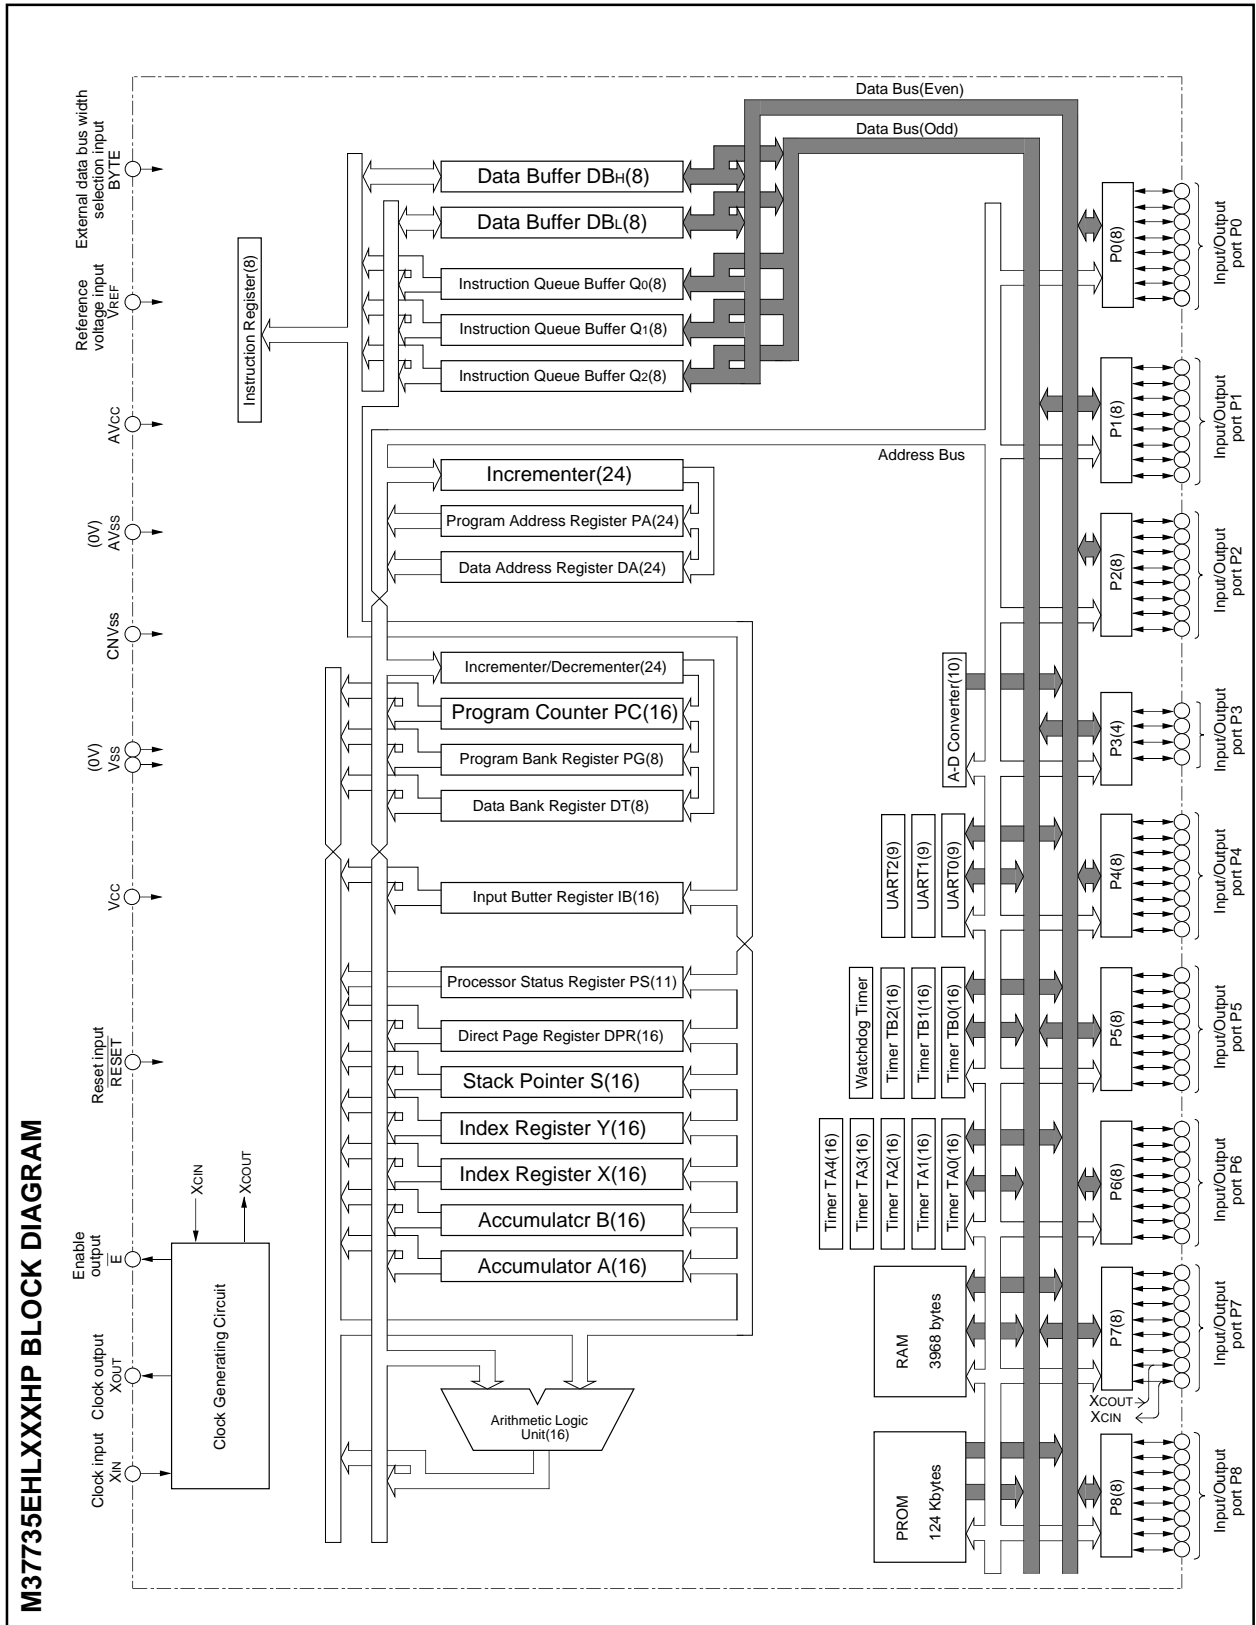 M37735EHLXXXHP BLOCK DIAGRAM
Data Bus(Even)
Data Bus(Odd)
Address Bus
External data bus width
selection input
BYTE
Reference
voltage input
VREF
AVCC
(0V)
AVSS
CNVSS
(0V)
VSS
VCC
Reset input
RESET
Enable
output
E
Clock output
XOUT
Clock input
XIN
XCIN
XCOUT
Clock Generating Circuit
Instruction Register(8)
Data Buffer DBH(8)
Data Buffer DBL(8)
Instruction Queue Buffer Q0(8)
Instruction Queue Buffer Q1(8)
Instruction Queue Buffer Q2(8)
Incrementer(24)
Program Address Register PA(24)
Data Address Register DA(24)
Incrementer/Decrementer(24)
Program Counter PC(16)
Program Bank Register PG(8)
Data Bank Register DT(8)
Input Butter Register IB(16)
Processor Status Register PS(11)
Direct Page Register DPR(16)
Stack Pointer S(16)
Index Register Y(16)
Index Register X(16)
Accumulatcr B(16)
Accumulator A(16)
Arithmetic Logic
Unit(16)
A-D Converter(10)
UART2(9)
UART1(9)
UART0(9)
Watchdog Timer
Timer TB2(16)
Timer TB1(16)
Timer TB0(16)
Timer TA4(16)
Timer TA3(16)
Timer TA2(16)
Timer TA1(16)
Timer TA0(16)
RAM
3968 bytes
PROM
124 Kbytes
P0(8)
Input/Output
port P0
P1(8)
Input/Output
port P1
P2(8)
Input/Output
port P2
P3(4)
Input/Output
port P3
P4(8)
Input/Output
port P4
P5(8)
Input/Output
port P5
P6(8)
Input/Output
port P6
P7(8)
Input/Output
port P7
XCOUT
XCIN
P8(8)
Input/Output
port P8